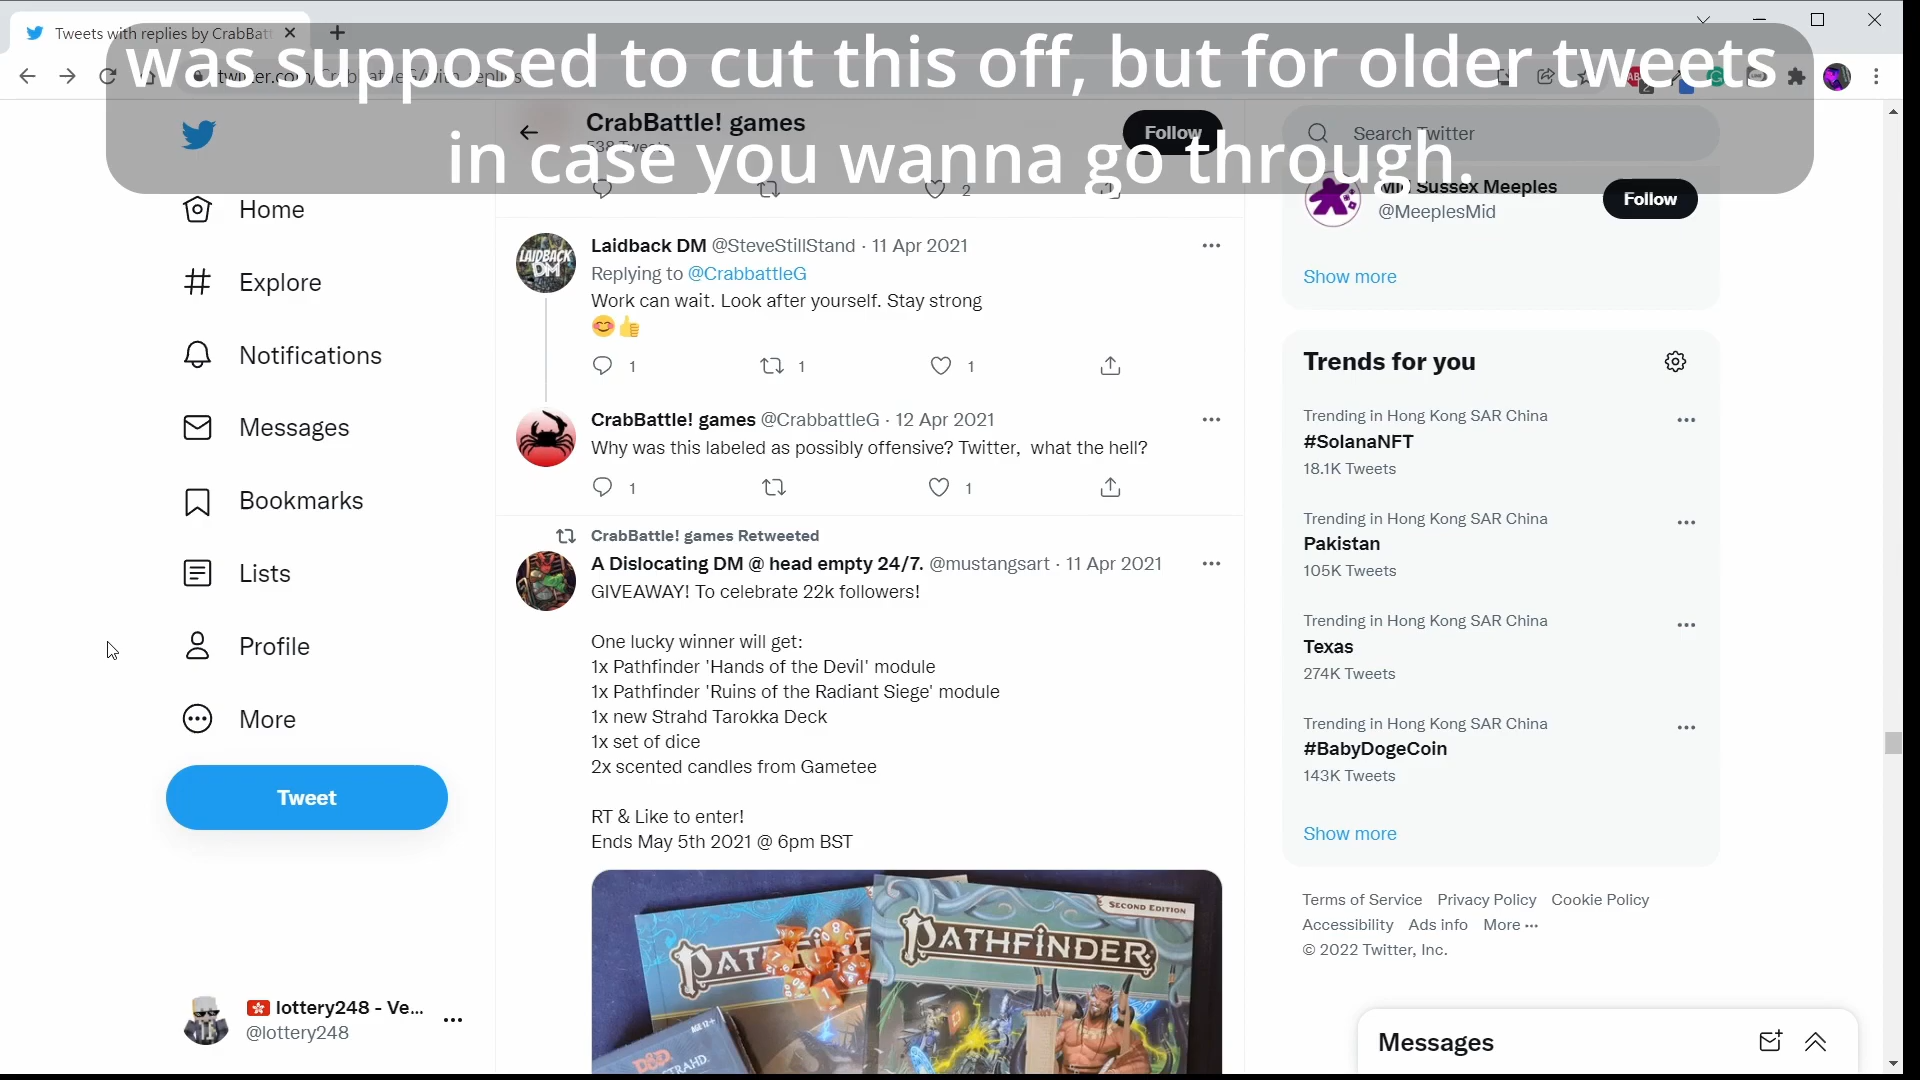 Tweets with replies by CrabBatt
was supposed to cut this off, but for older tweets
in case you wanna go through.
CrabBattle! games
538 Tweets
Follow
Search Twitter
Home
Explore
Notifications
Messages
Bookmarks
Lists
Profile
More
Tweet
lottery248 - Ve...
@lottery248
2
Laidback DM @SteveStillStand · 11 Apr 2021
Replying to @CrabbattleG
Work can wait. Look after yourself. Stay strong
😊👍
1 1 1
CrabBattle! games @CrabbattleG · 12 Apr 2021
Why was this labeled as possibly offensive? Twitter, what the hell?
1 1
CrabBattle! games Retweeted
A Dislocating DM @ head empty 24/7. @mustangsart · 11 Apr 2021
GIVEAWAY! To celebrate 22k followers!
One lucky winner will get:
1x Pathfinder 'Hands of the Devil' module
1x Pathfinder 'Ruins of the Radiant Siege' module
1x new Strahd Tarokka Deck
1x set of dice
2x scented candles from Gametee
RT & Like to enter!
Ends May 5th 2021 @ 6pm BST
SECOND EDITION
PATHFINDER
Mid Sussex Meeples
@MeeplesMid
Follow
Show more
Trends for you
Trending in Hong Kong SAR China
#SolanaNFT
18.1K Tweets
Trending in Hong Kong SAR China
Pakistan
105K Tweets
Trending in Hong Kong SAR China
Texas
274K Tweets
Trending in Hong Kong SAR China
#BabyDogeCoin
143K Tweets
Show more
Terms of Service Privacy Policy Cookie Policy
Accessibility Ads info More ···
© 2022 Twitter, Inc.
Messages